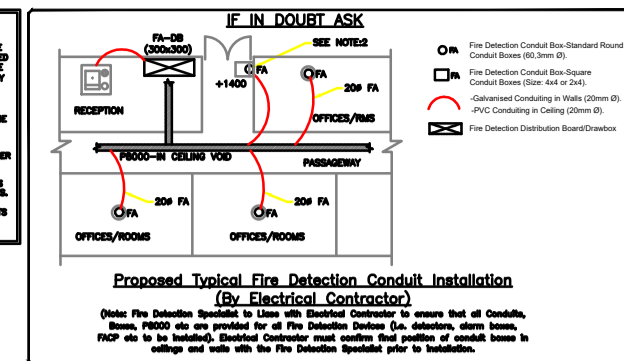 IF IN DOUBT ASK
FA-DB
(300x300)
SEE NOTE:2
FA
FA
+1400
20ø FA
RECEPTION
OFFICES/RMS
P8000-IN CEILING VOID
PASSAGEWAY
20ø FA
20ø FA
FA
FA
OFFICES/ROOMS
OFFICES/ROOMS
FA
Fire Detection Conduit Box-Standard Round
Conduit Boxes (60,3mm Ø).
FA
Fire Detection Conduit Box-Square
Conduit Boxes (Size: 4x4 or 2x4).
-Galvanised Conduiting in Walls (20mm Ø).
-PVC Conduiting in Ceiling (20mm Ø).
Fire Detection Distribution Board/Drawbox
Proposed Typical Fire Detection Conduit Installation
(By Electrical Contractor)
(Note: Fire Detection Specialist to Liase with Electrical Contractor to ensure that all Conduits,
Boxes, P8000 etc are provided for all Fire Detection Devices (i.e. detectors, alarm boxes,
FACP etc to be installed). Electrical Contractor must confirm final position of conduit boxes in
ceilings and walls with the Fire Detection Specialist prior to installation.